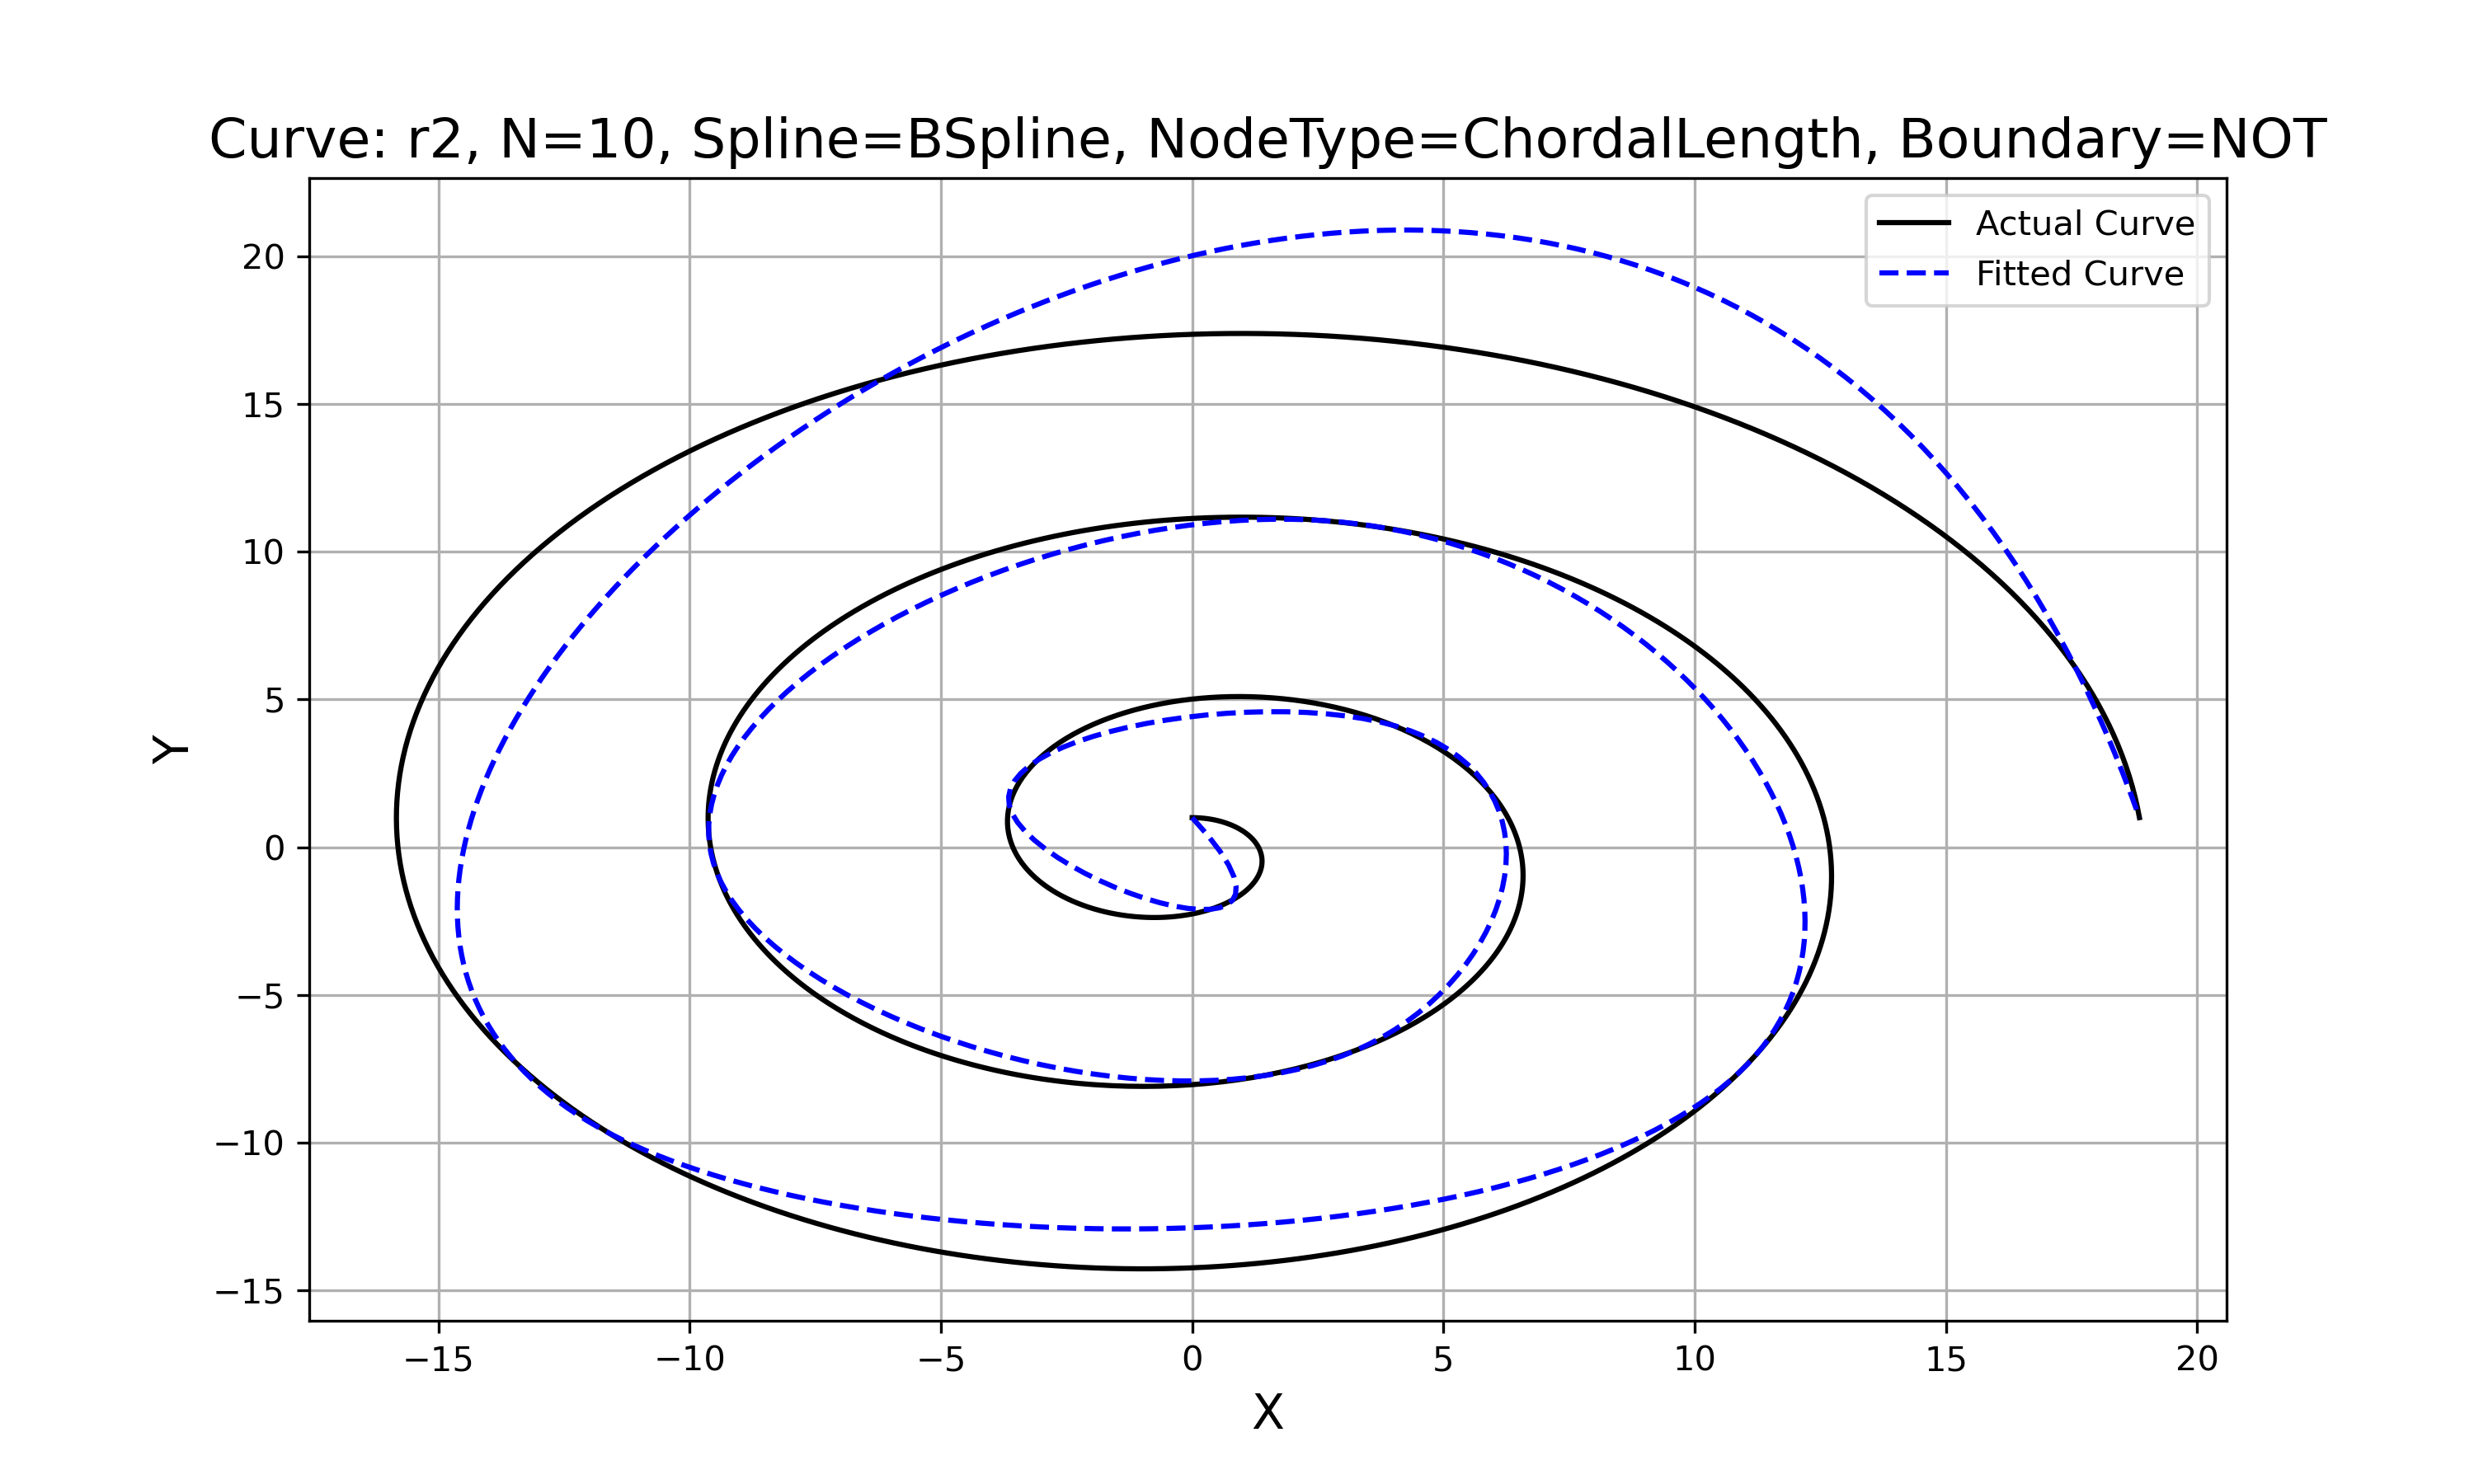 Curve: r2, N=10, Spline=BSpline, NodeType=ChordalLength, Boundary=NOT
Actual Curve
Fitted Curve
20
15
10
5
0
−5
−10
−15
Y
−15 −10 −5 0 5 10 15 20
X